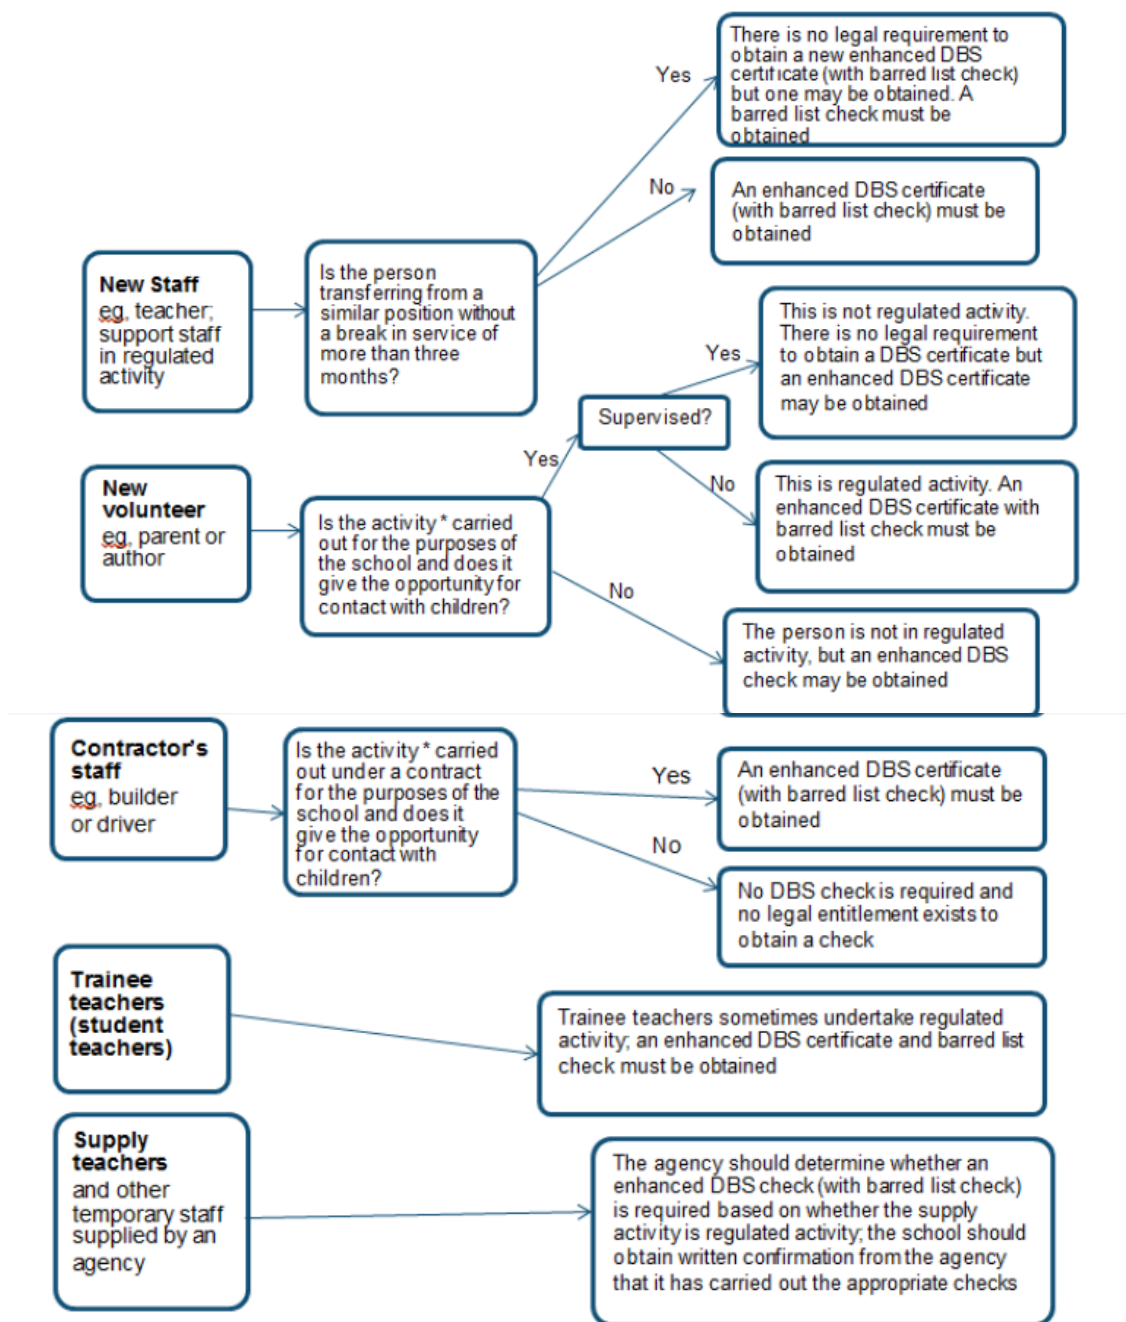 New Staff
eg, teacher;
support staff
in regulated
activity
Is the person
transferring from a
similar position without
a break in service of
more than three
months?
Yes
There is no legal requirement to
obtain a new enhanced DBS
certificate (with barred list check)
but one may be obtained. A
barred list check must be
obtained
No
An enhanced DBS certificate
(with barred list check) must be
obtained
New
volunteer
eg, parent or
author
Is the activity * carried
out for the purposes of
the school and does it
give the opportunity for
contact with children?
Yes
Supervised?
Yes
This is not regulated activity.
There is no legal requirement
to obtain a DBS certificate but
an enhanced DBS certificate
may be obtained
No
This is regulated activity. An
enhanced DBS certificate with
barred list check must be
obtained
No
The person is not in regulated
activity, but an enhanced DBS
check may be obtained
Contractor's
staff
eg, builder
or driver
Is the activity * carried
out under a contract
for the purposes of the
school and does it
give the opportunity
for contact with
children?
Yes
An enhanced DBS certificate
(with barred list check) must be
obtained
No
No DBS check is required and
no legal entitlement exists to
obtain a check
Trainee
teachers
(student
teachers)
Trainee teachers sometimes undertake regulated
activity; an enhanced DBS certificate and barred list
check must be obtained
Supply
teachers
and other
temporary staff
supplied by an
agency
The agency should determine whether an
enhanced DBS check (with barred list check)
is required based on whether the supply
activity is regulated activity; the school should
obtain written confirmation from the agency
that it has carried out the appropriate checks